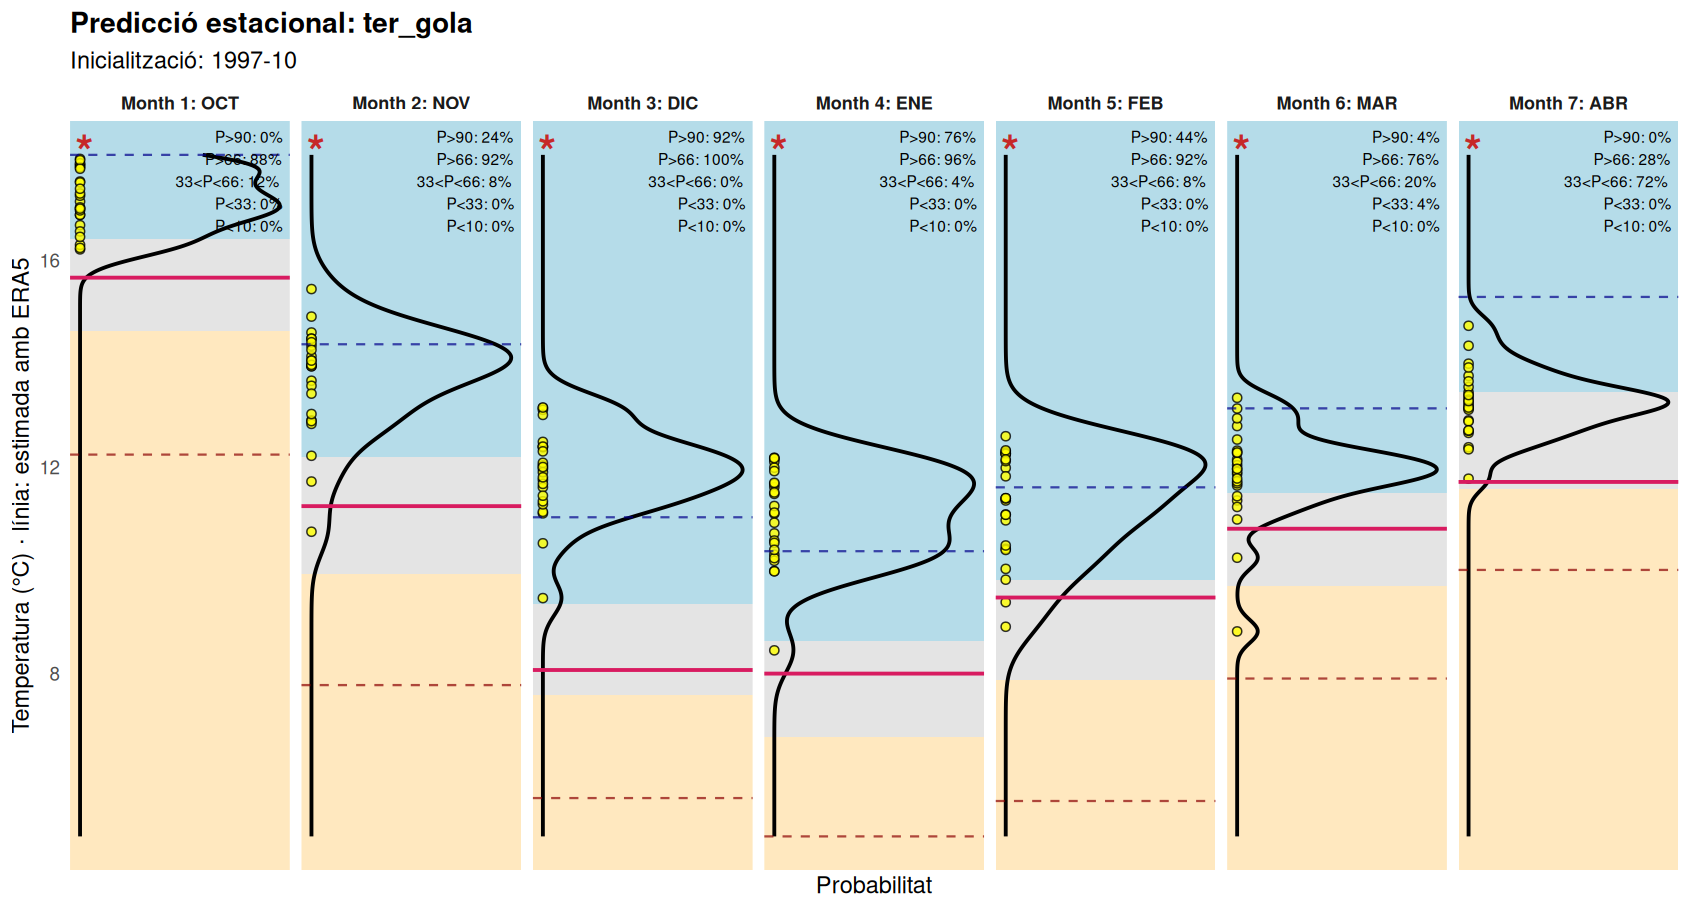 Predicció estacional: ter_gola
Inicialització: 1997-10
Month 1: OCT
P>90: 0%
P>66: 88%
33<P<66: 12%
P<33: 0%
P<10: 0%
Month 2: NOV
P>90: 24%
P>66: 92%
33<P<66: 8%
P<33: 0%
P<10: 0%
Month 3: DIC
P>90: 92%
P>66: 100%
33<P<66: 0%
P<33: 0%
P<10: 0%
Month 4: ENE
P>90: 76%
P>66: 96%
33<P<66: 4%
P<33: 0%
P<10: 0%
Month 5: FEB
P>90: 44%
P>66: 92%
33<P<66: 8%
P<33: 0%
P<10: 0%
Month 6: MAR
P>90: 4%
P>66: 76%
33<P<66: 20%
P<33: 4%
P<10: 0%
Month 7: ABR
P>90: 0%
P>66: 28%
33<P<66: 72%
P<33: 0%
P<10: 0%
16
12
8
Temperatura (°C) · línia: estimada amb ERA5
Probabilitat